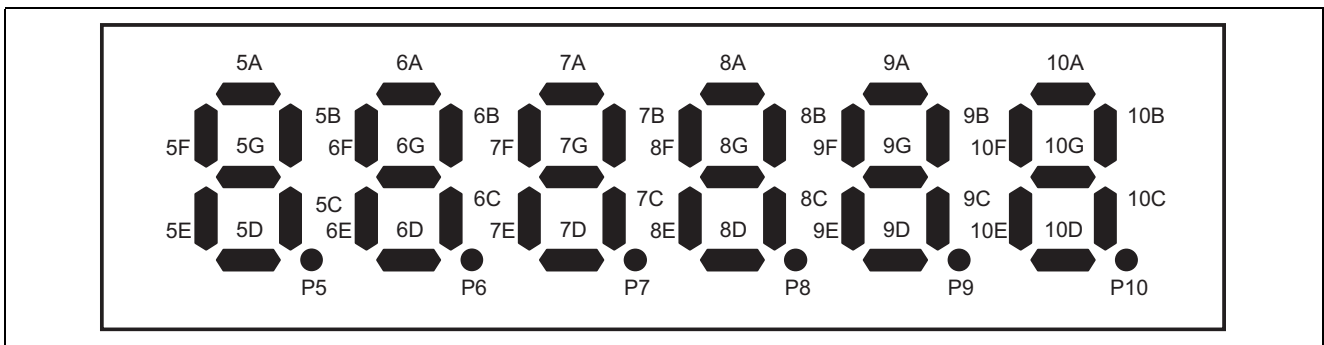 5A 6A 7A 8A 9A 10A
5B 6B 7B 8B 9B 10B
5F 5G 6F 6G 7F 7G 8F 8G 9F 9G 10F 10G
5C 6C 7C 8C 9C 10C
5E 5D 6E 6D 7E 7D 8E 8D 9E 9D 10E 10D
P5 P6 P7 P8 P9 P10